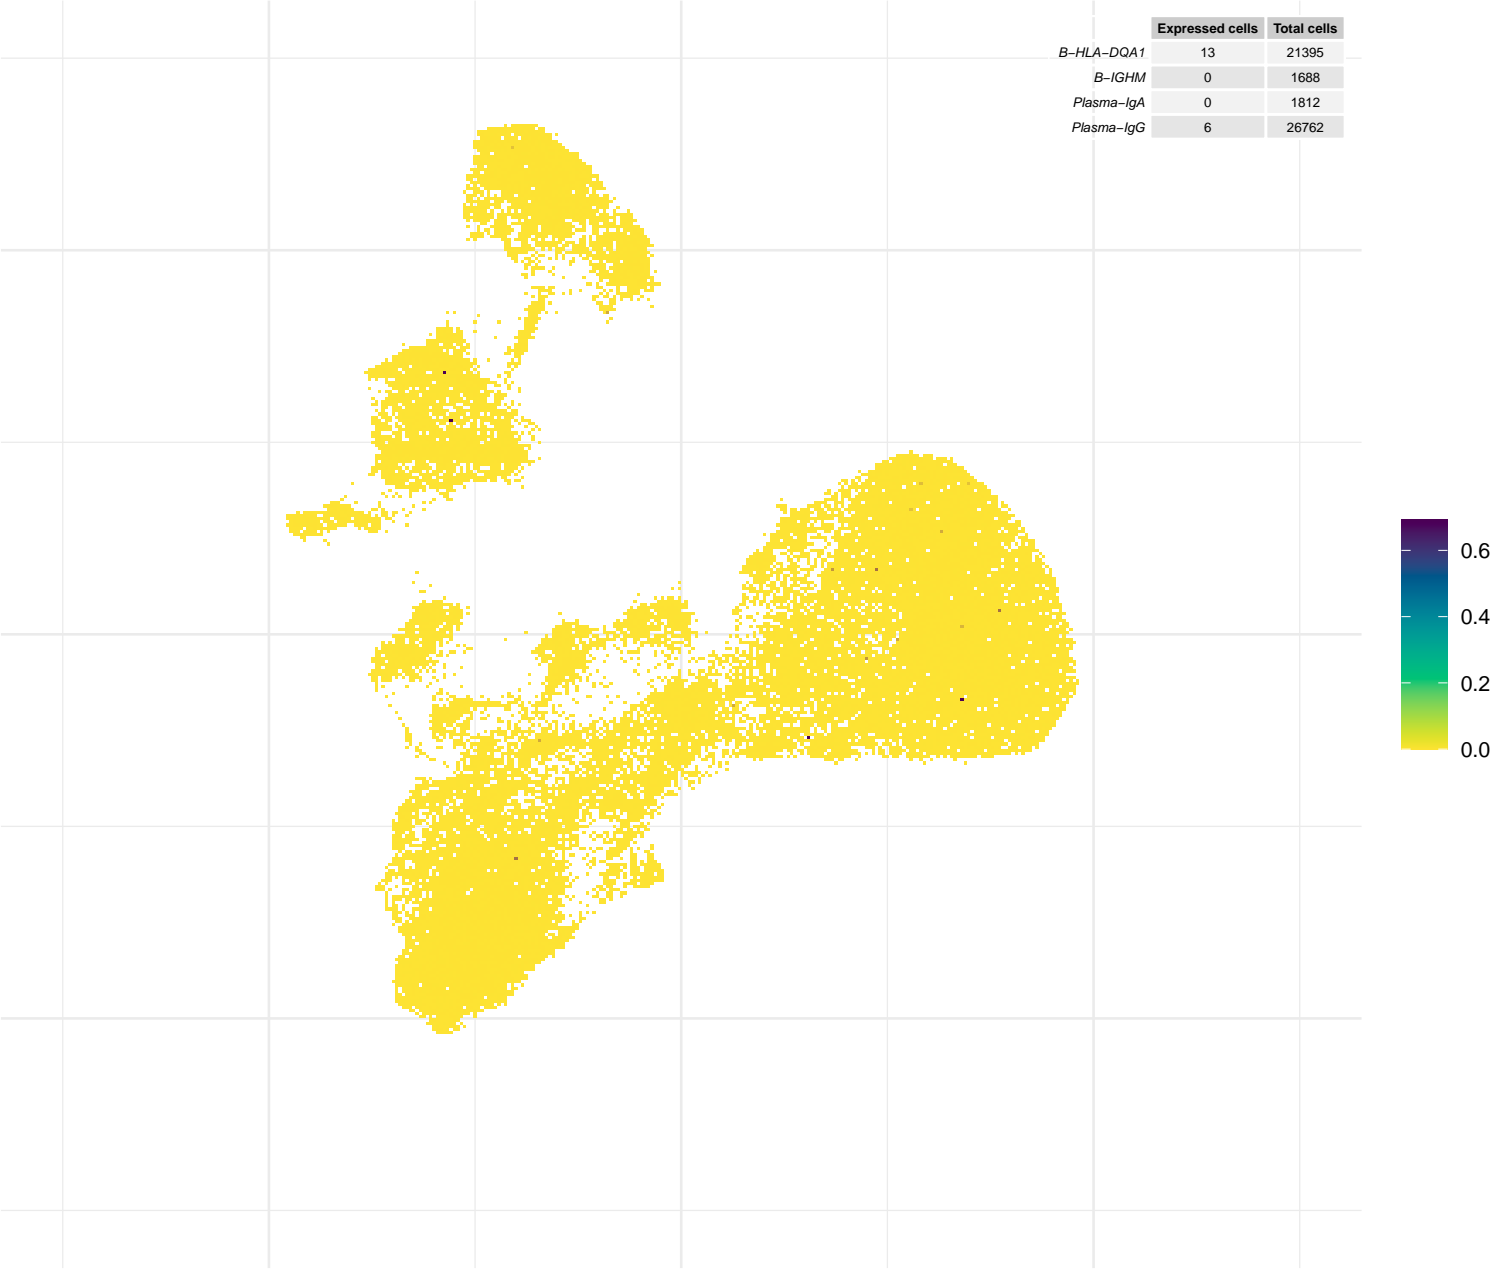 Expressed cells Total cells
B−HLA−DQA1 13 21395
B−IGHM 0 1688
Plasma−IgA 0 1812
Plasma−IgG 6 26762
0.6
0.4
0.2
0.0